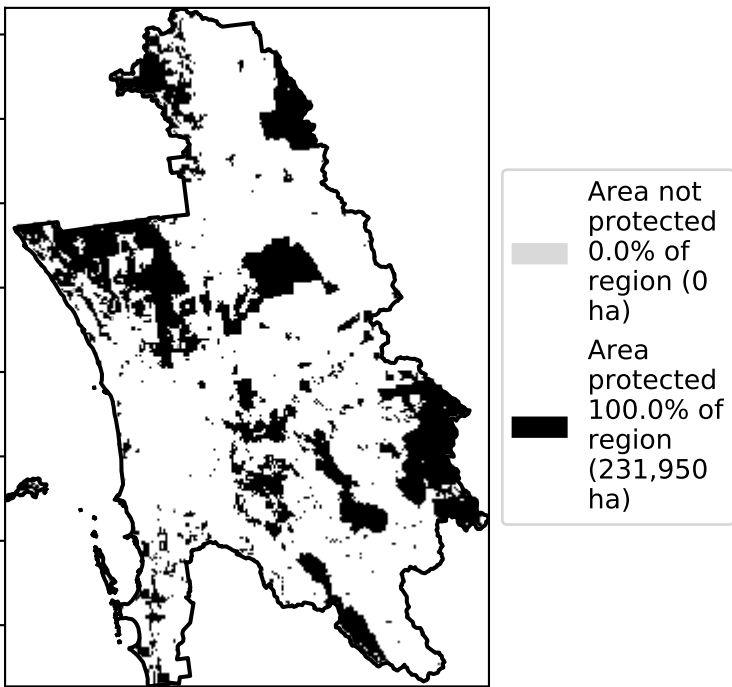 Area not
protected
0.0% of
region (0
ha)
Area
protected
100.0% of
region
(231,950
ha)